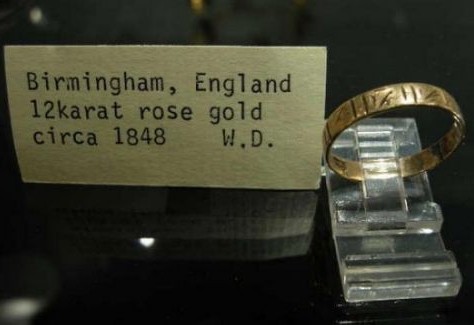 Birmingham, England
12karat rose gold
circa 1848 W.D.